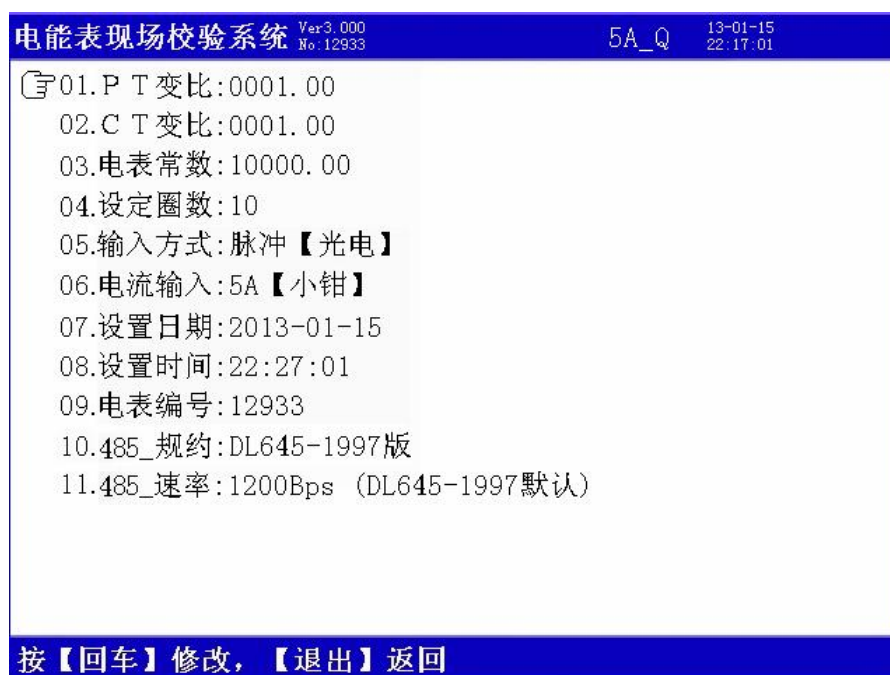 电能表现场校验系统 Ver3.000 No:12933 5A_Q 13-01-15 22:17:01
01.PT变比:0001.00
02.CT变比:0001.00
03.电表常数:10000.00
04.设定圈数:10
05.输入方式:脉冲【光电】
06.电流输入:5A【小钳】
07.设置日期:2013-01-15
08.设置时间:22:27:01
09.电表编号:12933
10.485_规约:DL645-1997版
11.485_速率:1200Bps (DL645-1997默认)
按【回车】修改，【退出】返回